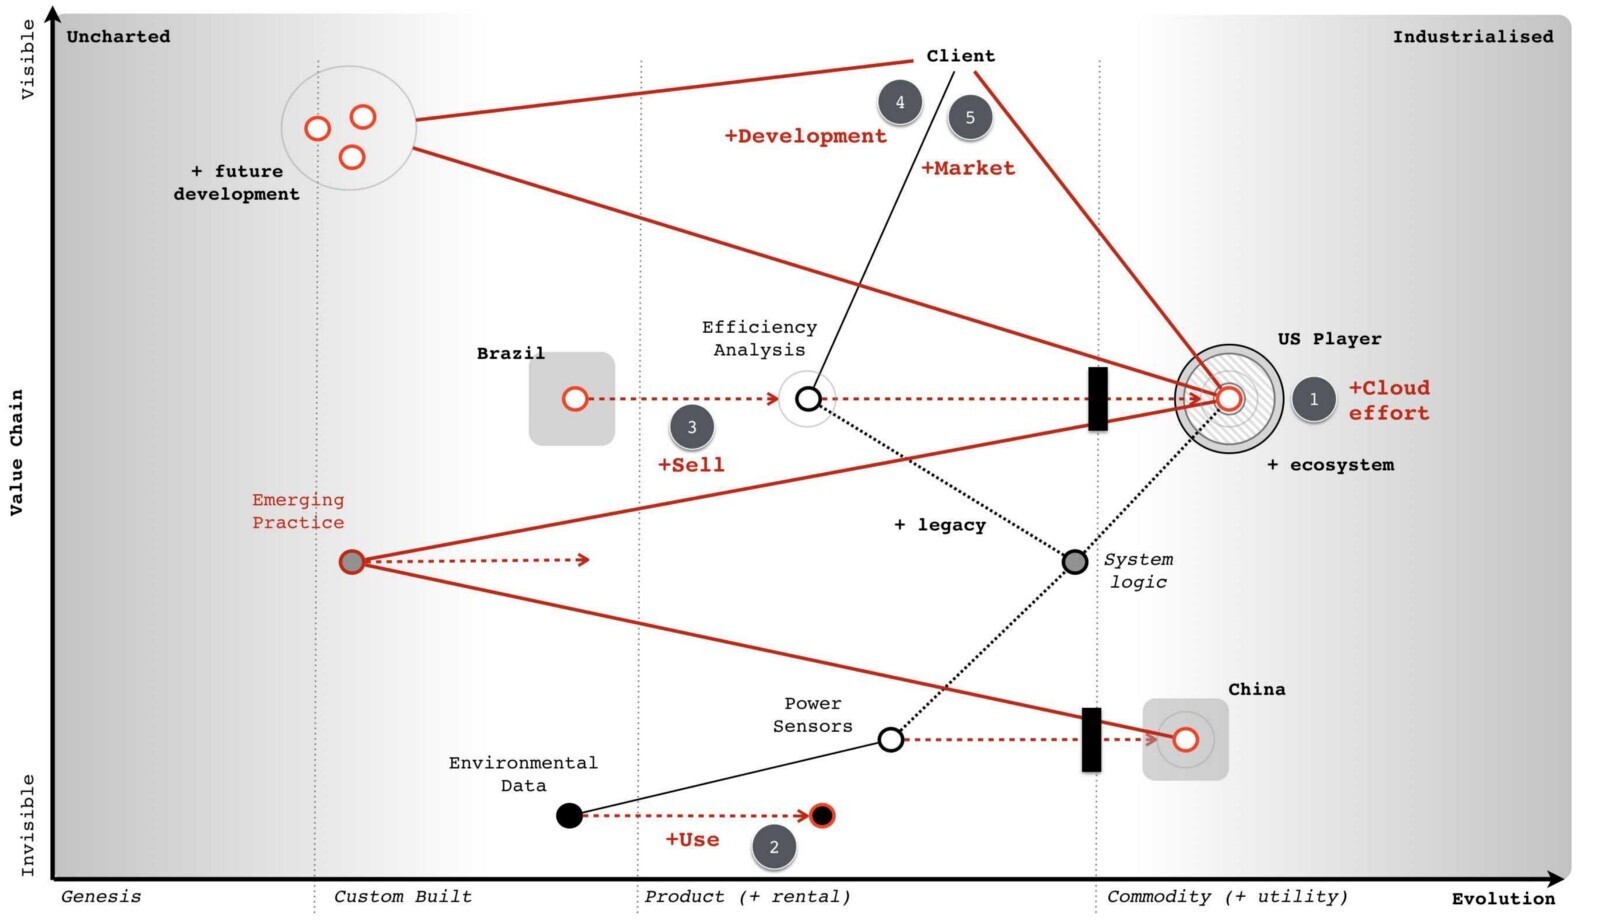 Visible
Uncharted
Client
Industrialised
4
5
+Development
+Market
+ future
development
Efficiency
Analysis
US Player
Brazil
1
+Cloud
effort
3
+Sell
+ ecosystem
Value Chain
Emerging
Practice
+ legacy
System
logic
China
Power
Sensors
Environmental
Data
+Use
2
Invisible
Genesis
Custom Built
Product (+ rental)
Commodity (+ utility)
Evolution